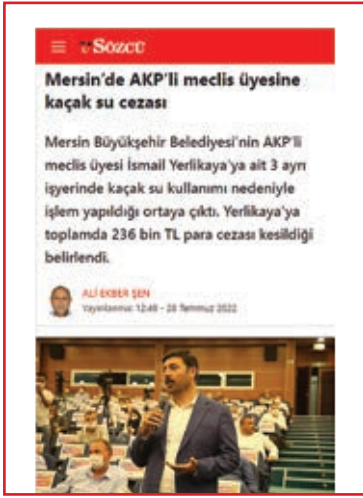 Sözcü
Mersin'de AKP'li meclis üyesine
kaçak su cezası
Mersin Büyükşehir Belediyesi'nin AKP'li
meclis üyesi İsmail Yerlikaya'ya ait 3 ayrı
işyerinde kaçak su kullanımı nedeniyle
işlem yapıldığı ortaya çıktı. Yerlikaya'ya
toplamda 236 bin TL para cezası kesildiği
belirlendi.
ALİ EKBER ŞEN
Yayınlanma: 12:48 - 28 Temmuz 2022